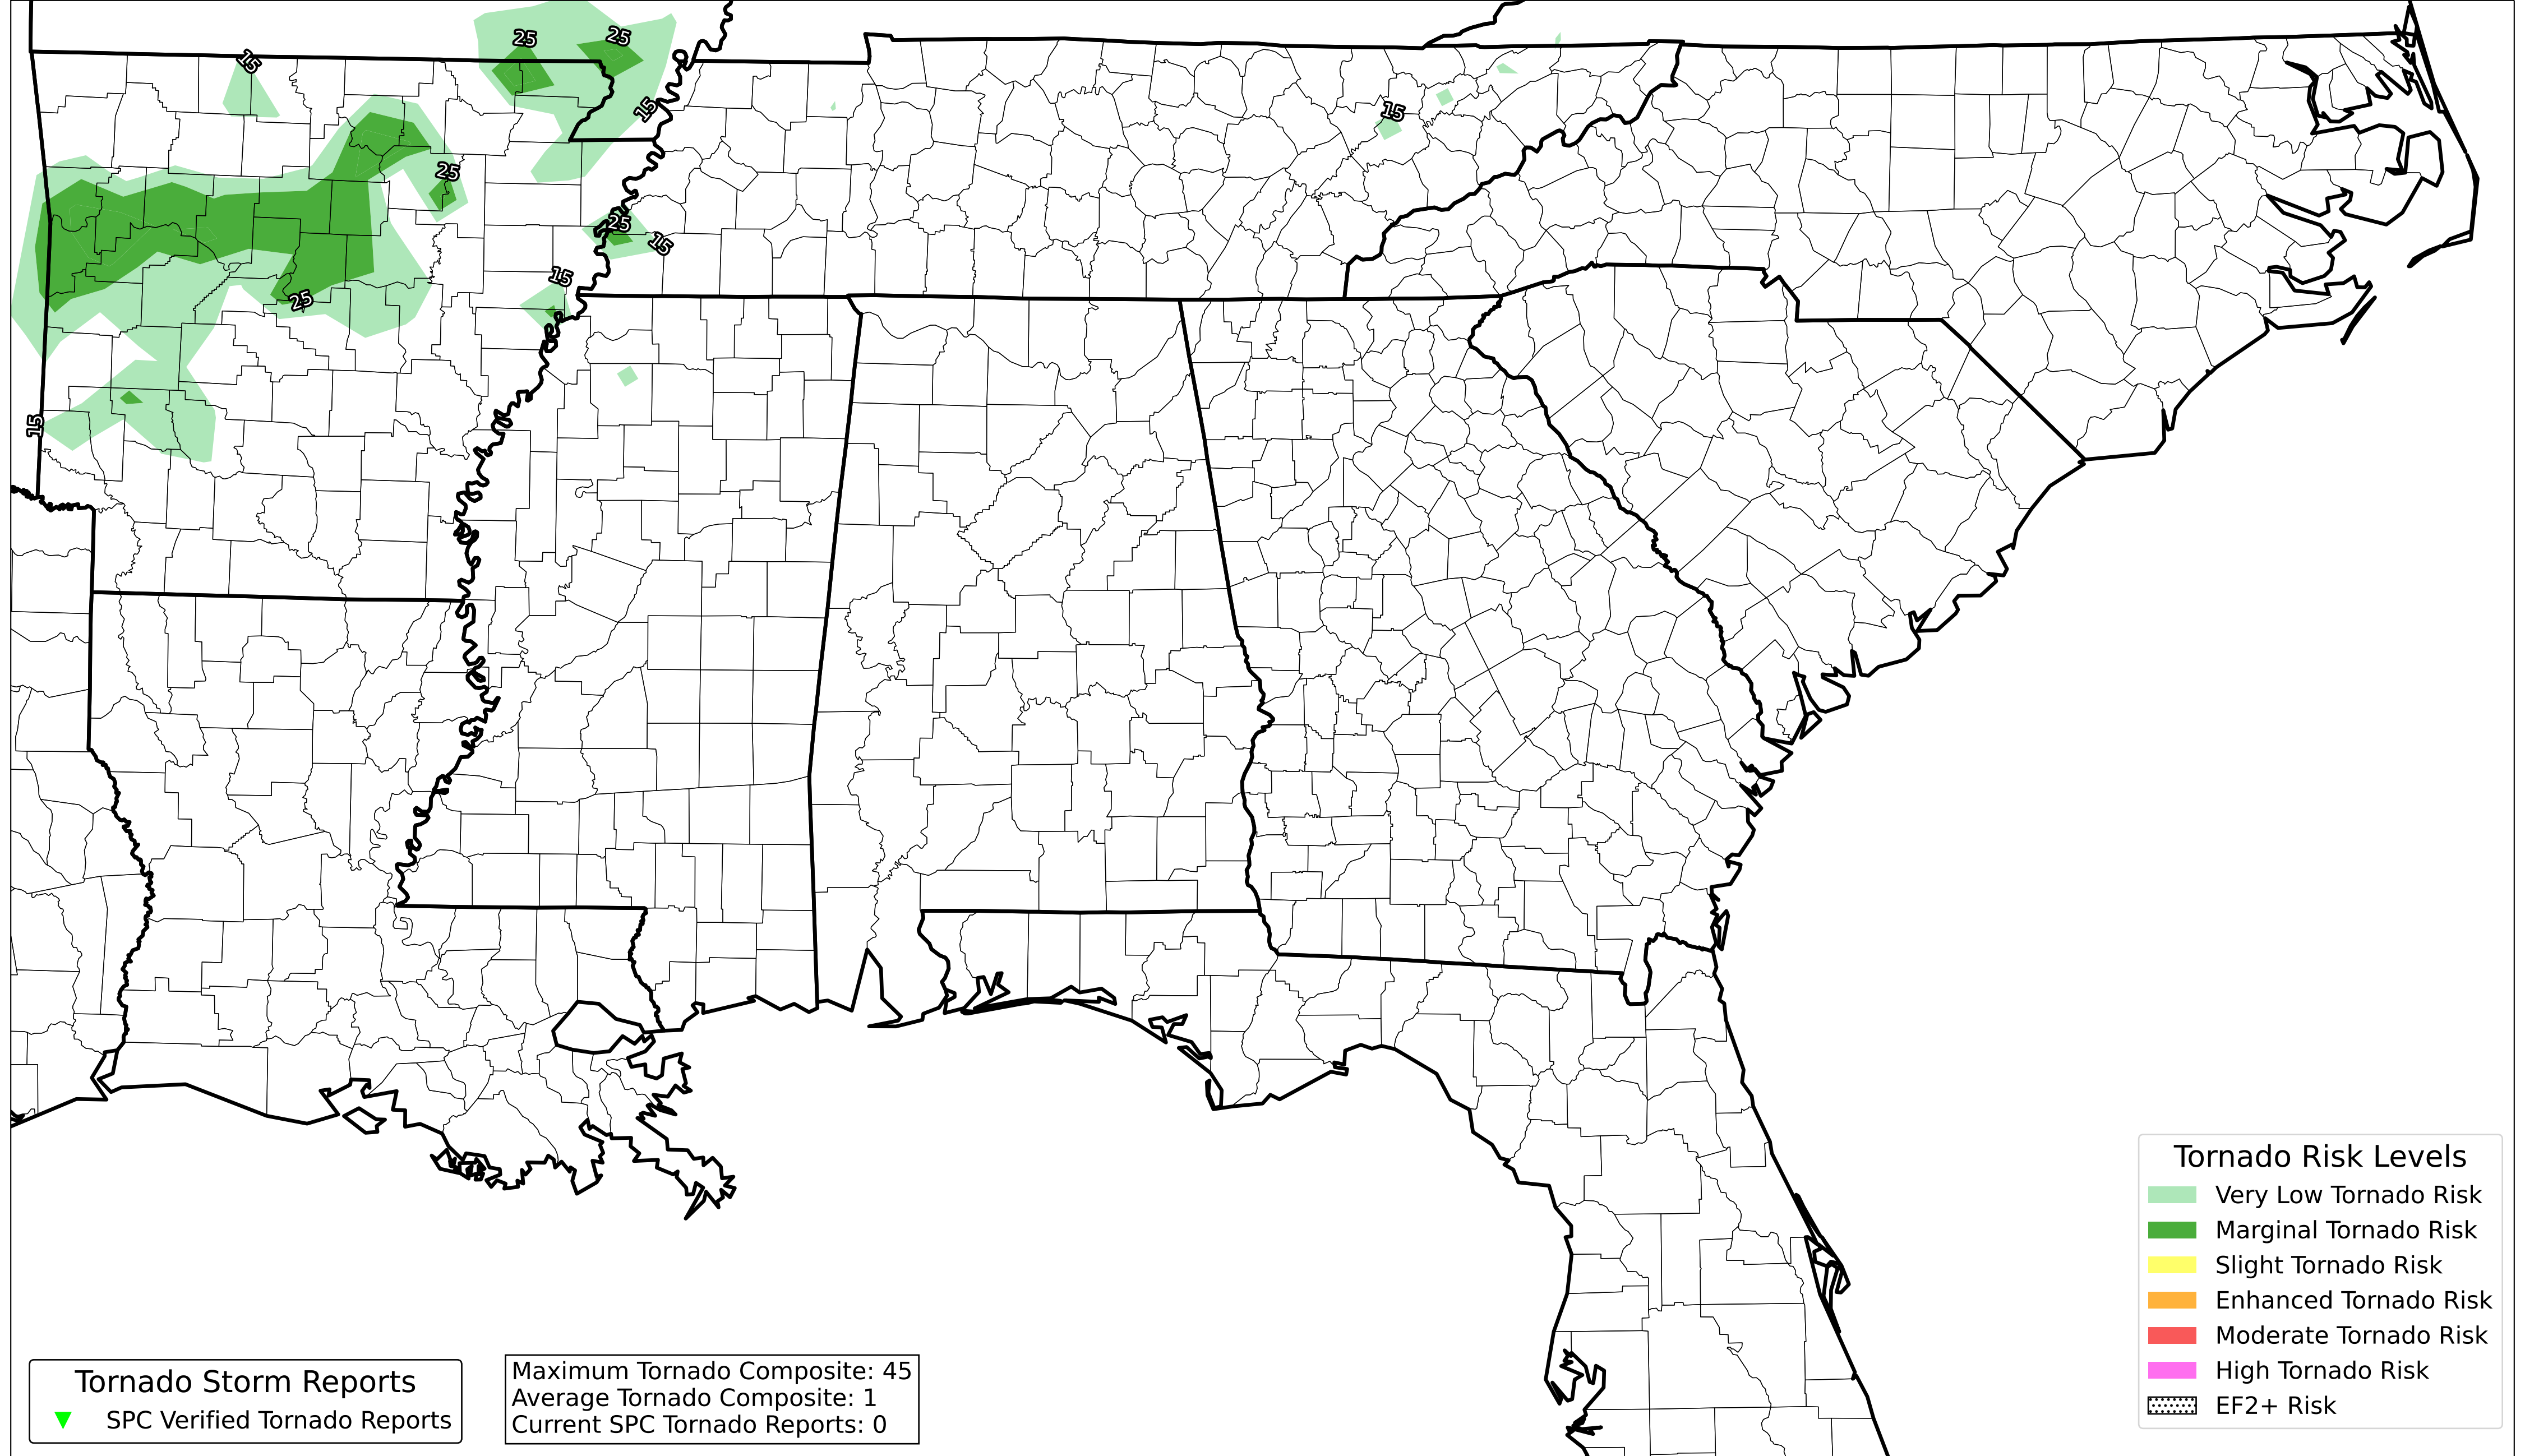 25
25
15
15
15
25
25
15
15
25
15
Tornado Risk Levels
Very Low Tornado Risk
Marginal Tornado Risk
Slight Tornado Risk
Enhanced Tornado Risk
Moderate Tornado Risk
High Tornado Risk
EF2+ Risk
Tornado Storm Reports
SPC Verified Tornado Reports
Maximum Tornado Composite: 45
Average Tornado Composite: 1
Current SPC Tornado Reports: 0